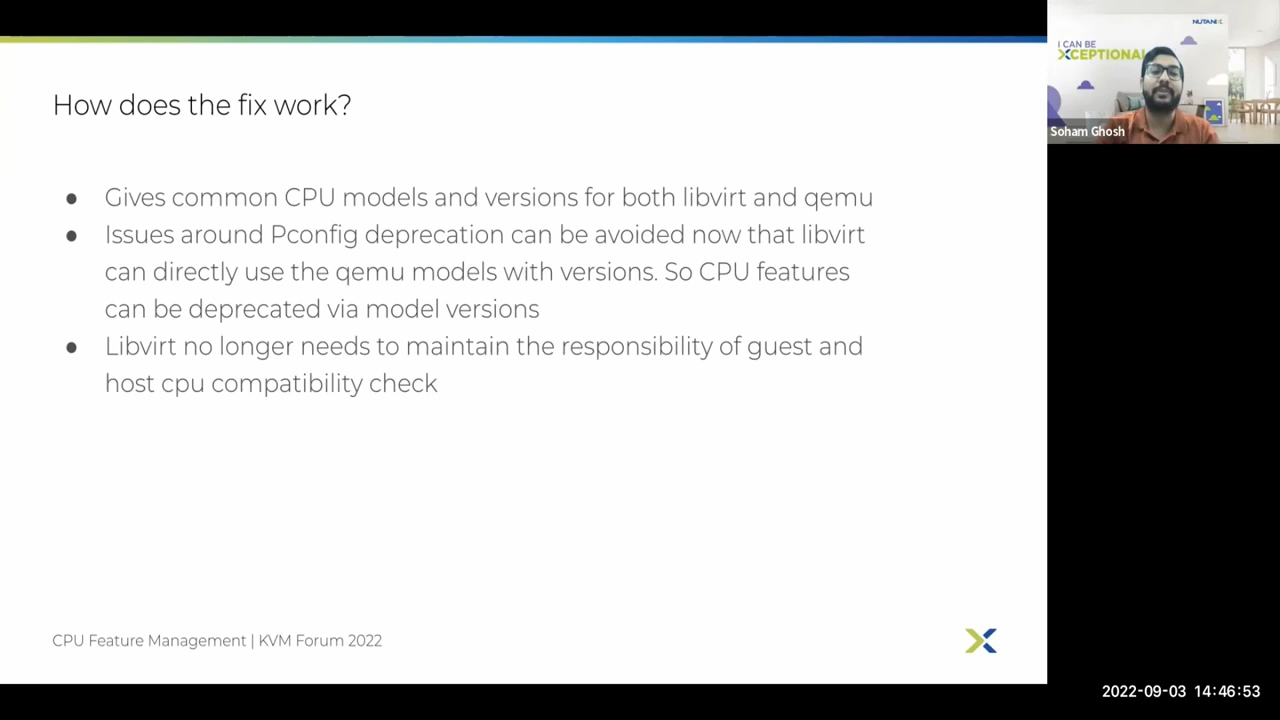 How does the fix work?
● Gives common CPU models and versions for both libvirt and qemu
● Issues around Pconfig deprecation can be avoided now that libvirt
can directly use the qemu models with versions. So CPU features
can be deprecated via model versions
● Libvirt no longer needs to maintain the responsibility of guest and
host cpu compatibility check
CPU Feature Management | KVM Forum 2022
NUTANIX
I CAN BE
XCEPTIONAL
Soham Ghosh
2022-09-03 14:46:53